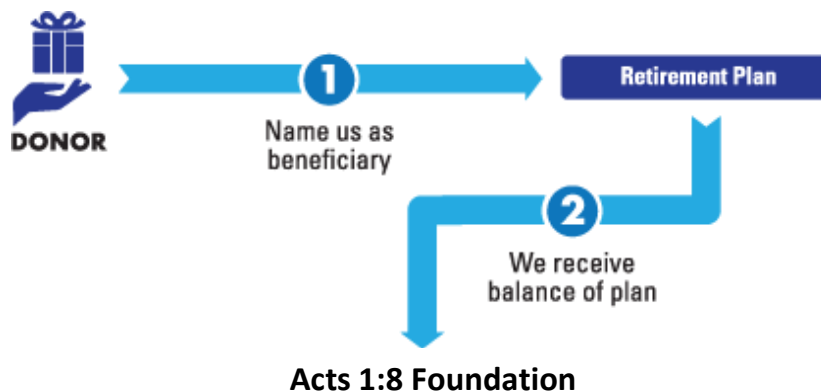 DONOR
1
Name us as
beneficiary
Retirement Plan
2
We receive
balance of plan
Acts 1:8 Foundation